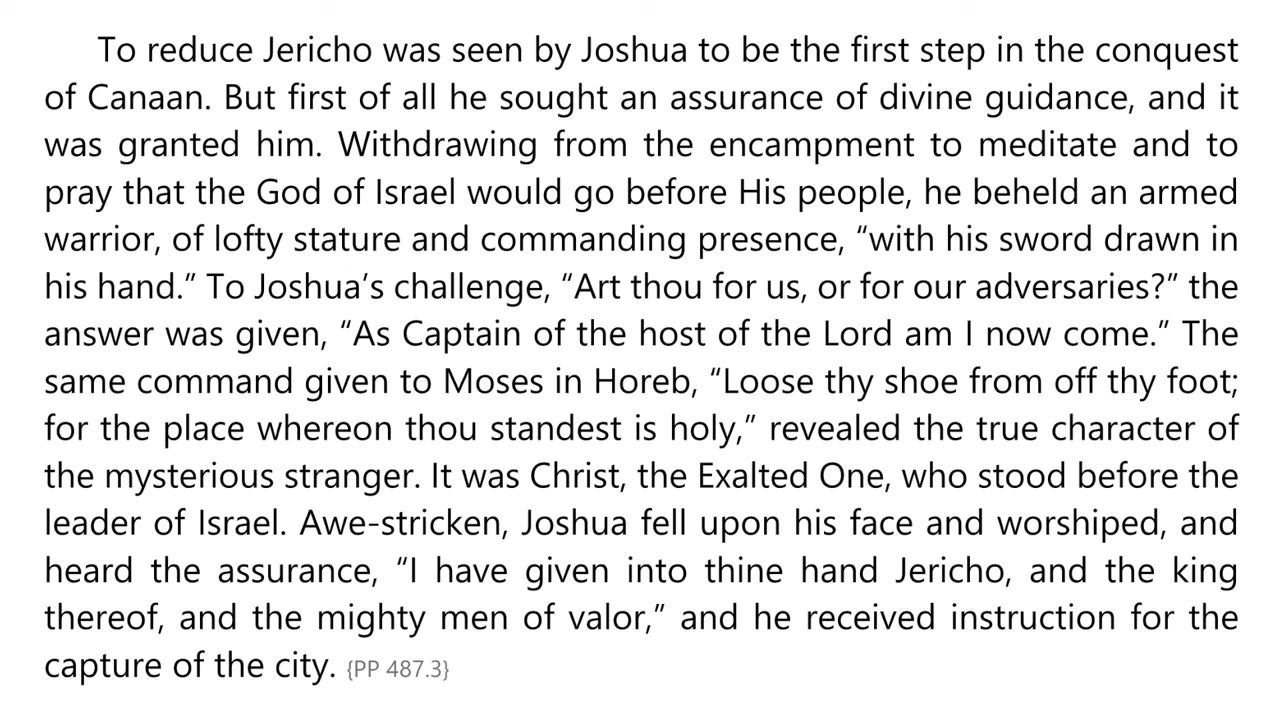 To reduce Jericho was seen by Joshua to be the first step in the conquest
of Canaan. But first of all he sought an assurance of divine guidance, and it
was granted him. Withdrawing from the encampment to meditate and to
pray that the God of Israel would go before His people, he beheld an armed
warrior, of lofty stature and commanding presence, “with his sword drawn in
his hand.” To Joshua’s challenge, “Art thou for us, or for our adversaries?” the
answer was given, “As Captain of the host of the Lord am I now come.” The
same command given to Moses in Horeb, “Loose thy shoe from off thy foot;
for the place whereon thou standest is holy,” revealed the true character of
the mysterious stranger. It was Christ, the Exalted One, who stood before the
leader of Israel. Awe-stricken, Joshua fell upon his face and worshiped, and
heard the assurance, “I have given into thine hand Jericho, and the king
thereof, and the mighty men of valor,” and he received instruction for the
capture of the city. {PP 487.3}